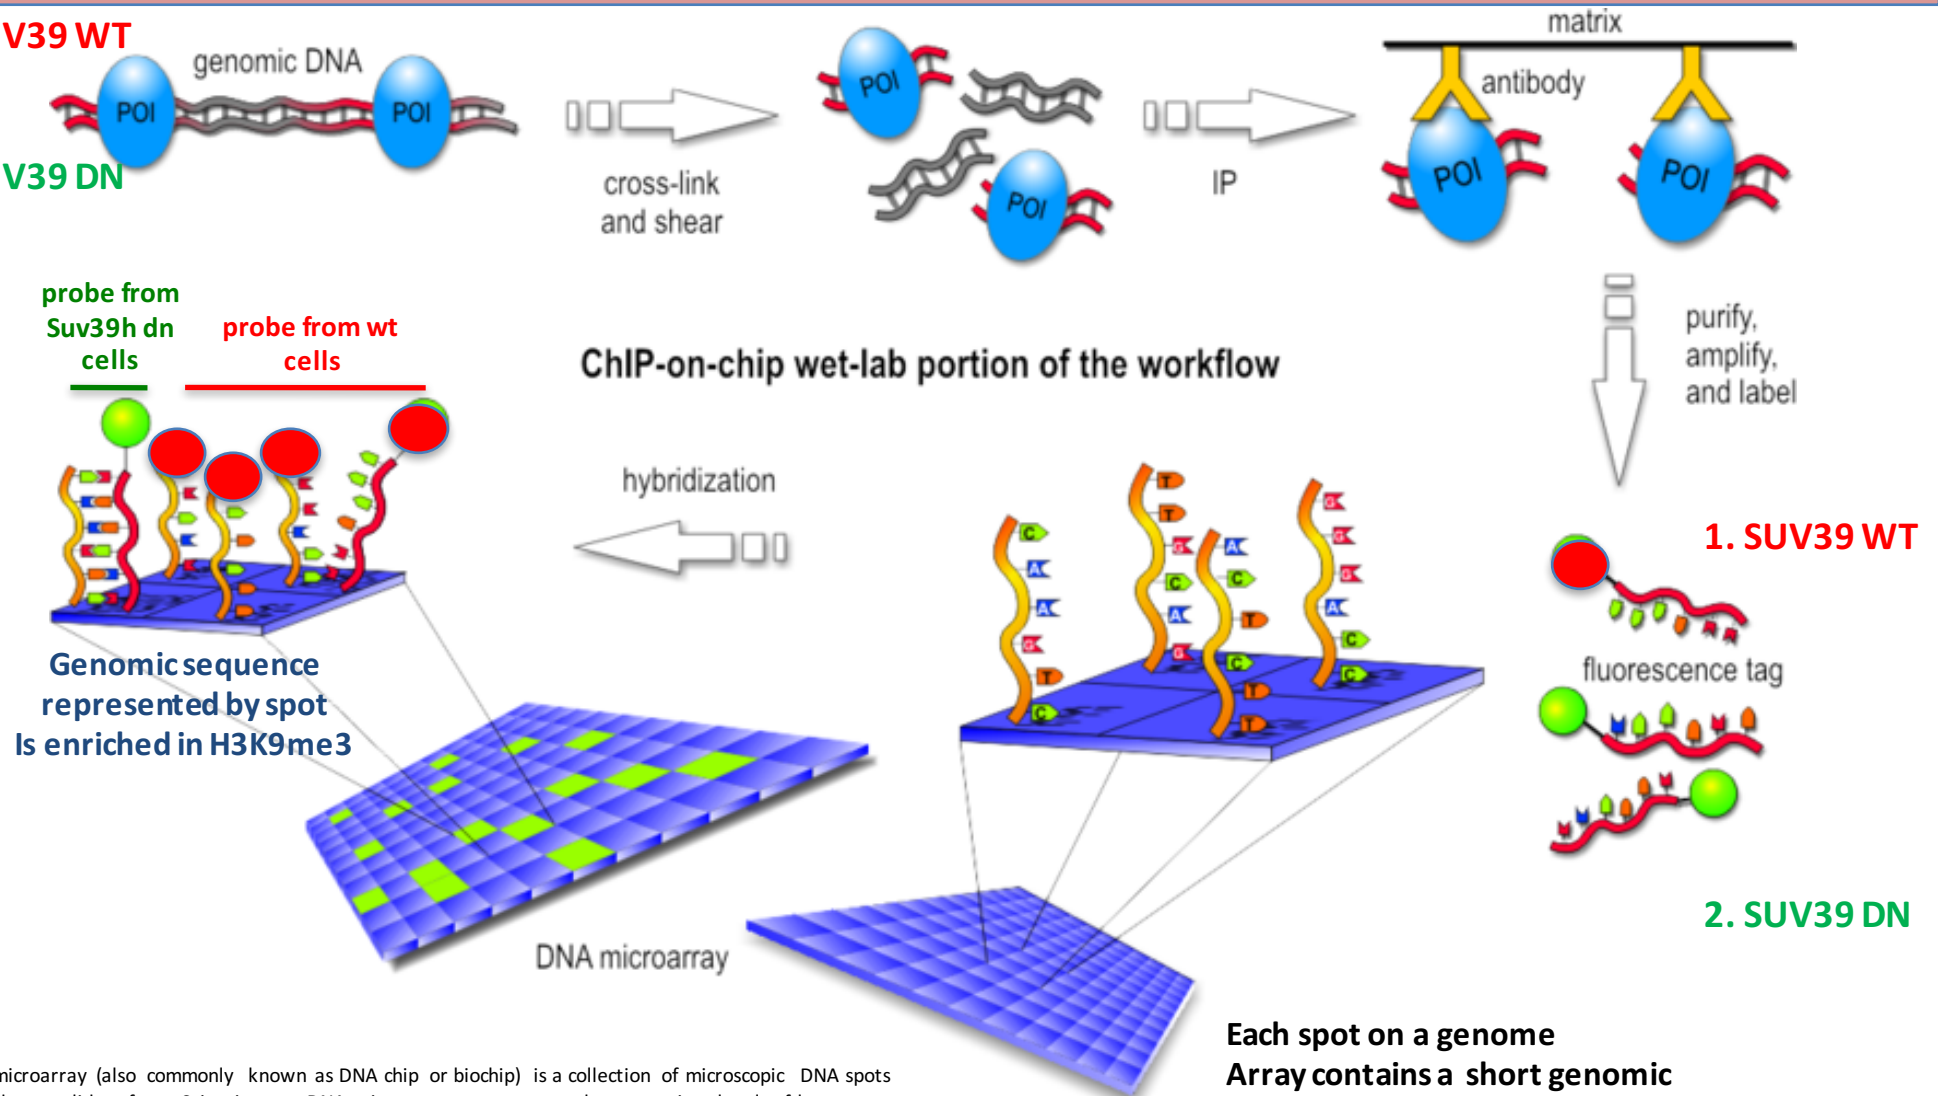 V39 WT
genomic DNA
POI
POI
V39 DN
cross-link
and shear
POI
POI
IP
matrix
antibody
POI
POI
purify,
amplify,
and label
probe from
Suv39h dn
cells
probe from wt
cells
ChIP-on-chip wet-lab portion of the workflow
hybridization
1. SUV39 WT
fluorescence tag
2. SUV39 DN
C
A
A
G
T
C
T
T
G
C
A
G
A
C
T
C
T
T
G
G
G
A
C
C
Genomic sequence
represented by spot
Is enriched in H3K9me3
DNA microarray
Each spot on a genome
Array contains a short genomic
microarray (also commonly known as DNA chip or biochip) is a collection of microscopic DNA spots